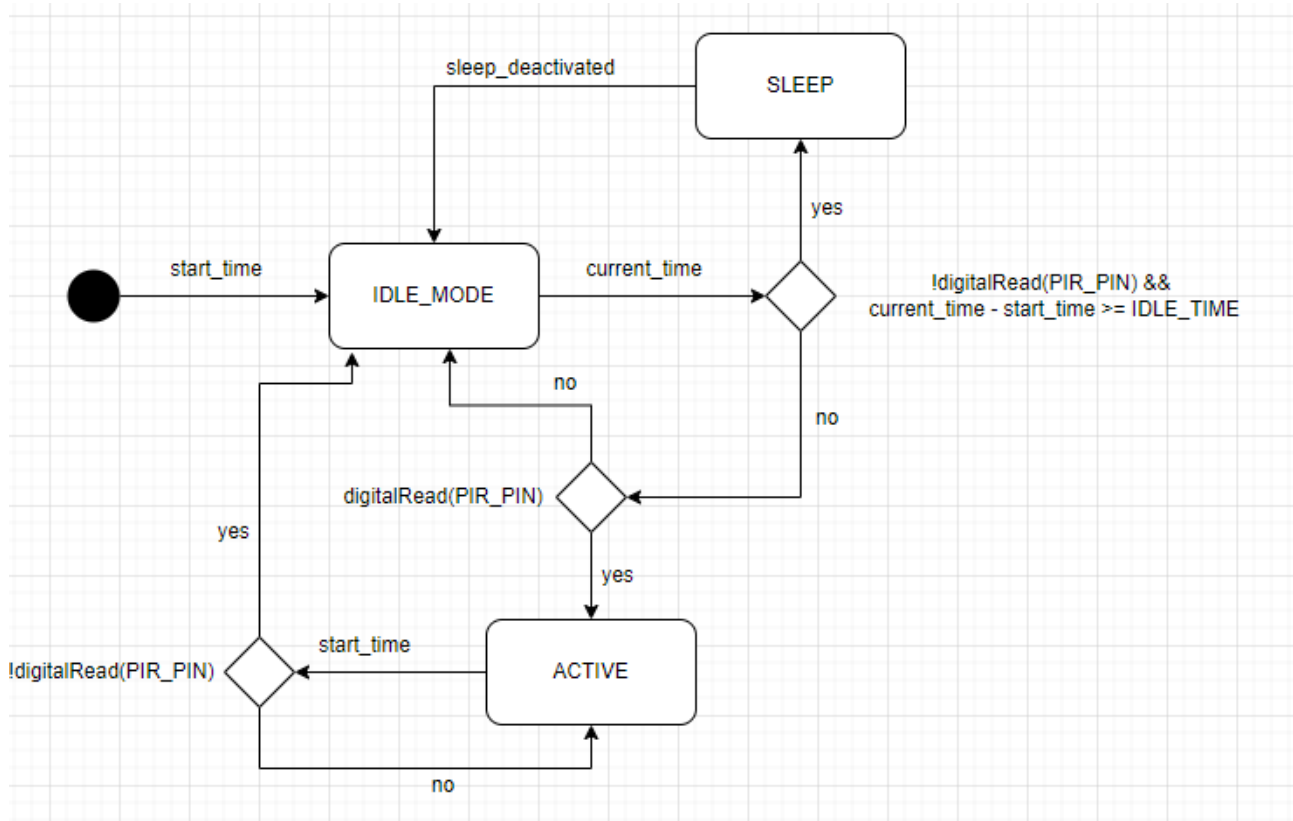 sleep_deactivated
SLEEP
yes
start_time
IDLE_MODE
current_time
!digitalRead(PIR_PIN) &&
current_time - start_time >= IDLE_TIME
no
no
digitalRead(PIR_PIN)
yes
yes
start_time
!digitalRead(PIR_PIN)
ACTIVE
no